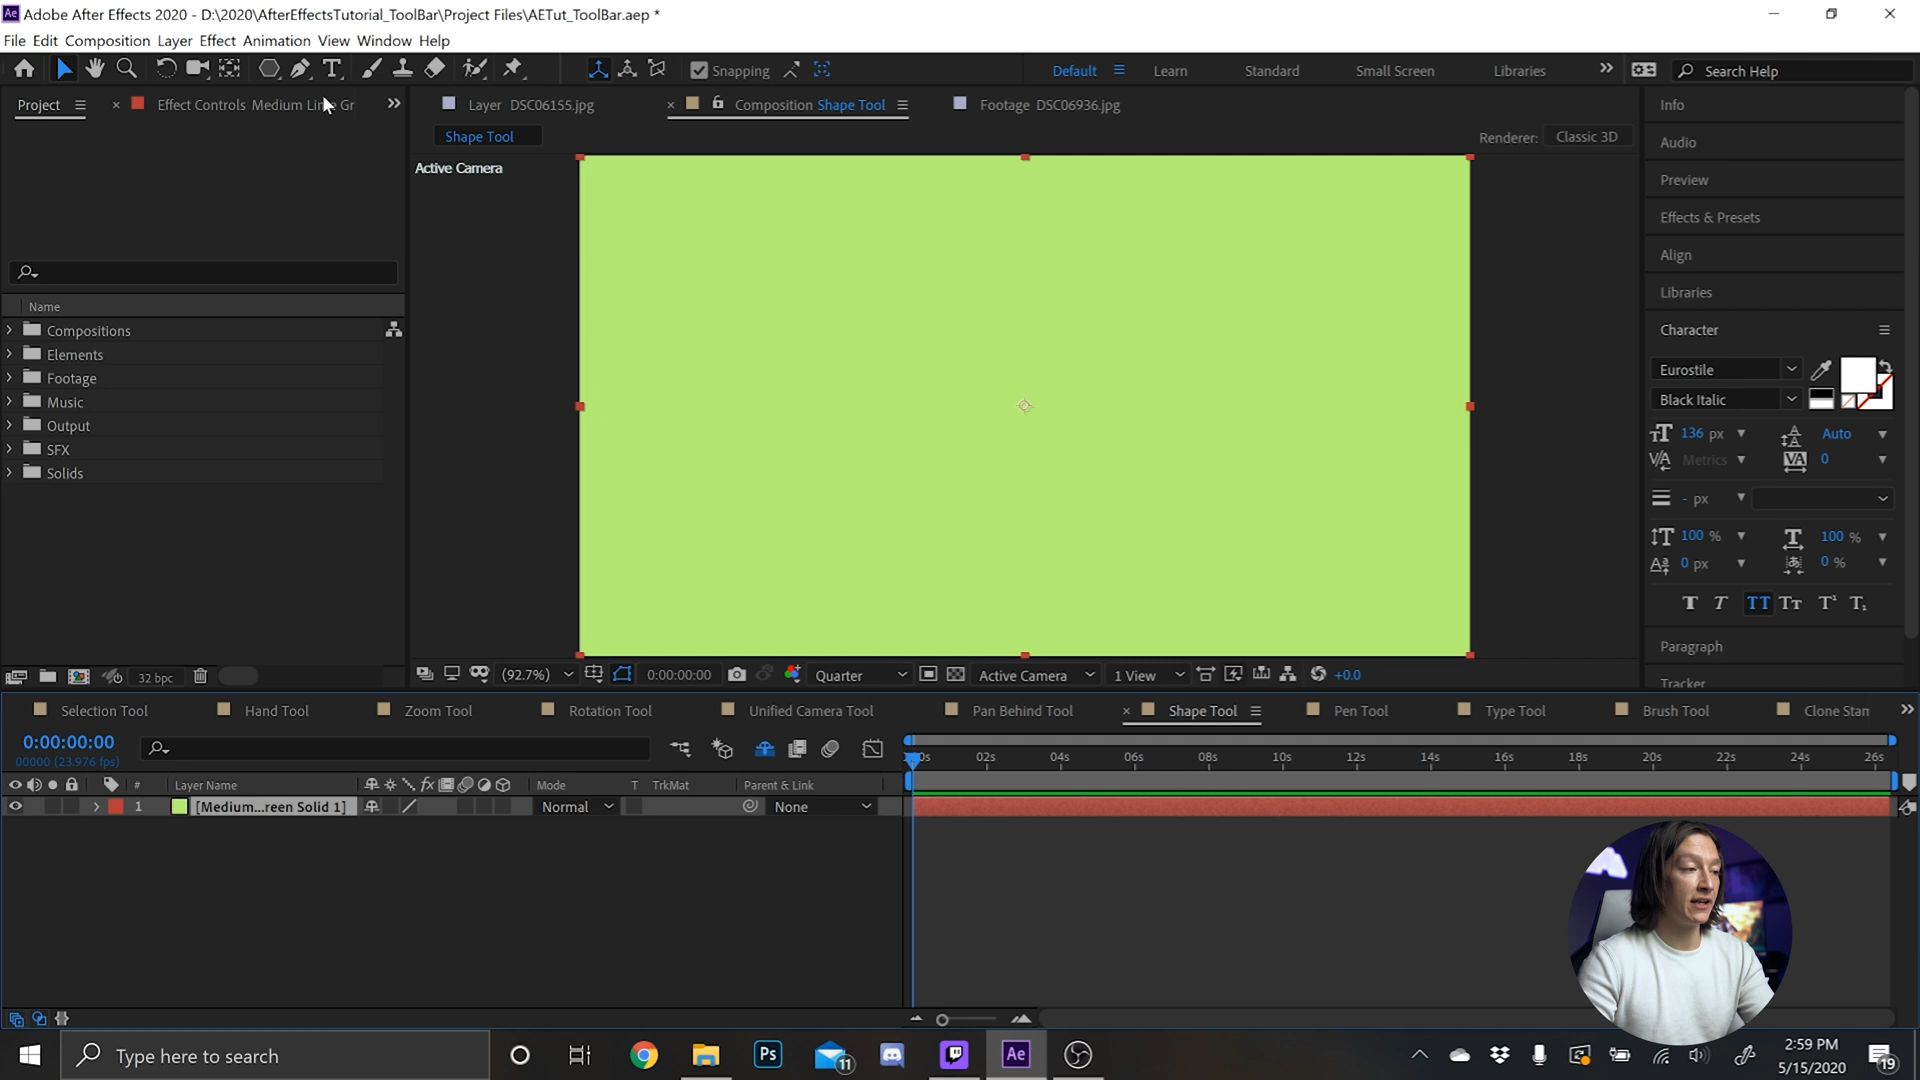 Adobe After Effects 2020 - D:\2020\AfterEffectsTutorial_ToolBar\Project Files\AETut_ToolBar.aep *
File Edit Composition Layer Effect Animation View Window Help
Snapping
Default
Learn
Standard
Small Screen
Libraries
Search Help
Project
Effect Controls Medium Lime Gr
Layer DSC06155.jpg
Composition Shape Tool
Footage DSC06936.jpg
Shape Tool
Renderer: Classic 3D
Active Camera
Info
Audio
Preview
Effects & Presets
Align
Libraries
Character
Name
Compositions
Elements
Footage
Music
Output
SFX
Solids
Eurostile
Black Italic
136 px
Auto
Metrics
0
- px
100 %
100 %
0 px
0 %
Paragraph
Tracker
32 bpc
(92.7%)
0:00:00:00
Quarter
Active Camera
1 View
+0.0
Selection Tool
Hand Tool
Zoom Tool
Rotation Tool
Unified Camera Tool
Pan Behind Tool
Shape Tool
Pen Tool
Type Tool
Brush Tool
Clone Stam
0:00:00:00
00000 (23.976 fps)
02s 04s 06s 08s 10s 12s 14s 16s 18s 20s 22s 24s 26s
# Layer Name Mode T TrkMat Parent & Link
1 [Medium...reen Solid 1] Normal None
Type here to search
Ps
11
Ae
2:59 PM
5/15/2020
19